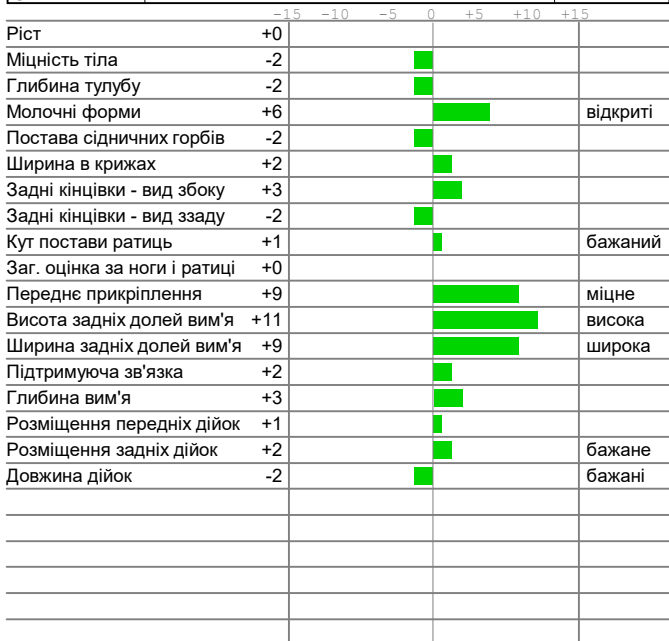 -15 -10 -5 0 +5 +10 +15
Ріст +0
Міцність тіла -2
Глибина тулубу -2
Молочні форми +6 відкриті
Постава сідничних горбів -2
Ширина в крижах +2
Задні кінцівки - вид збоку +3
Задні кінцівки - вид ззаду -2
Кут постави ратиць +1 бажаний
Заг. оцінка за ноги і ратиці +0
Переднє прикріплення +9 міцне
Висота задніх долей вим'я +11 висока
Ширина задніх долей вим'я +9 широка
Підтримуюча зв'язка +2
Глибина вим'я +3
Розміщення передніх дійок +1
Розміщення задніх дійок +2 бажане
Довжина дійок -2 бажані